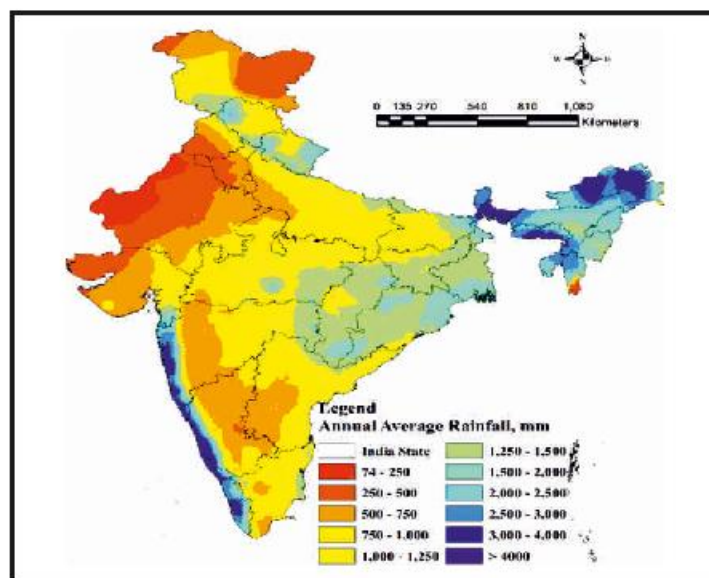 N
W E
S
0 135 270 540 810 1,080
Kilometers
Legend
Annual Average Rainfall, mm
India State
74 - 250
250 - 500
500 - 750
750 - 1,000
1,000 - 1,250
1,250 - 1,500
1,500 - 2,000
2,000 - 2,500
2,500 - 3,000
3,000 - 4,000
> 4000